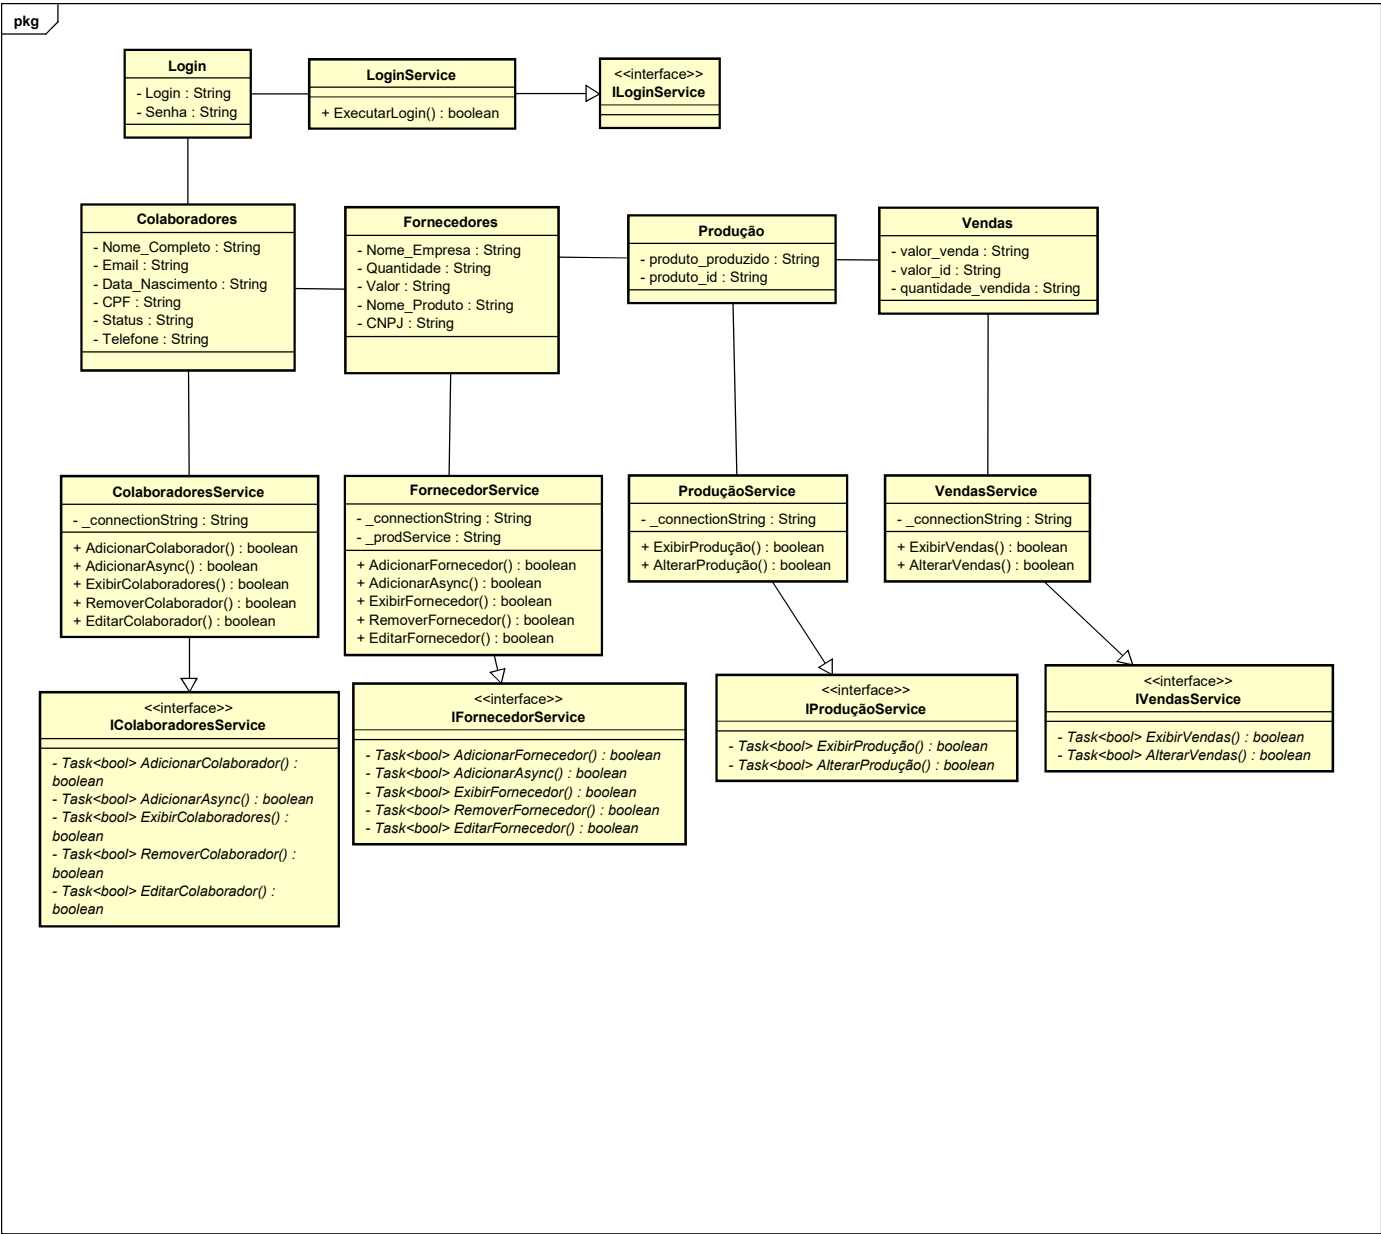 pkg
Login
- Login : String
- Senha : String
LoginService
+ ExecutarLogin() : boolean
<<interface>>
ILoginService
Colaboradores
- Nome_Completo : String
- Email : String
- Data_Nascimento : String
- CPF : String
- Status : String
- Telefone : String
Fornecedores
- Nome_Empresa : String
- Quantidade : String
- Valor : String
- Nome_Produto : String
- CNPJ : String
Produção
- produto_produzido : String
- produto_id : String
Vendas
- valor_venda : String
- valor_id : String
- quantidade_vendida : String
ColaboradoresService
- _connectionString : String
+ AdicionarColaborador() : boolean
+ AdicionarAsync() : boolean
+ ExibirColaboradores() : boolean
+ RemoverColaborador() : boolean
+ EditarColaborador() : boolean
FornecedorService
- _connectionString : String
- _prodService : String
+ AdicionarFornecedor() : boolean
+ AdicionarAsync() : boolean
+ ExibirFornecedor() : boolean
+ RemoverFornecedor() : boolean
+ EditarFornecedor() : boolean
ProduçãoService
- _connectionString : String
+ ExibirProdução() : boolean
+ AlterarProdução() : boolean
VendasService
- _connectionString : String
+ ExibirVendas() : boolean
+ AlterarVendas() : boolean
<<interface>>
IColaboradoresService
- Task<bool> AdicionarColaborador() :
boolean
- Task<bool> AdicionarAsync() : boolean
- Task<bool> ExibirColaboradores() :
boolean
- Task<bool> RemoverColaborador() :
boolean
- Task<bool> EditarColaborador() :
boolean
<<interface>>
IFornecedorService
- Task<bool> AdicionarFornecedor() : boolean
- Task<bool> AdicionarAsync() : boolean
- Task<bool> ExibirFornecedor() : boolean
- Task<bool> RemoverFornecedor() : boolean
- Task<bool> EditarFornecedor() : boolean
<<interface>>
IProduçãoService
- Task<bool> ExibirProdução() : boolean
- Task<bool> AlterarProdução() : boolean
<<interface>>
IVendasService
- Task<bool> ExibirVendas() : boolean
- Task<bool> AlterarVendas() : boolean